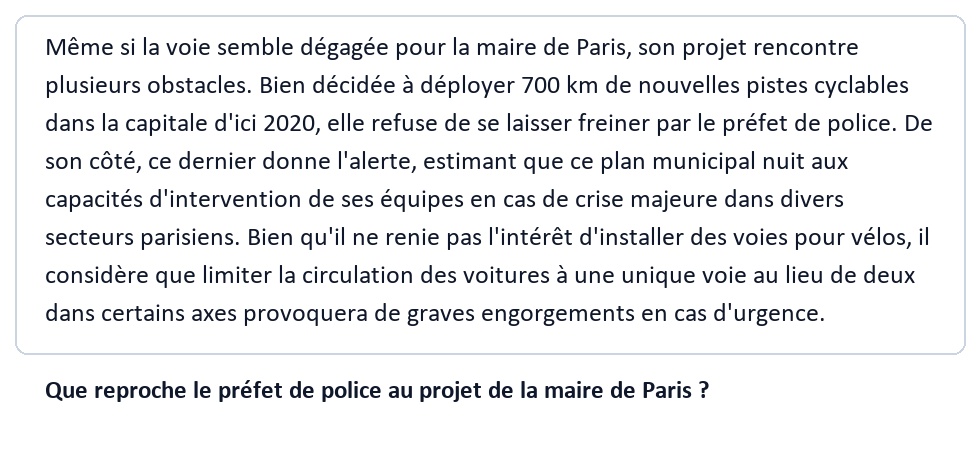 Même si la voie semble dégagée pour la maire de Paris, son projet rencontre
plusieurs obstacles. Bien décidée à déployer 700 km de nouvelles pistes cyclables
dans la capitale d'ici 2020, elle refuse de se laisser freiner par le préfet de police. De
son côté, ce dernier donne l'alerte, estimant que ce plan municipal nuit aux
capacités d'intervention de ses équipes en cas de crise majeure dans divers
secteurs parisiens. Bien qu'il ne renie pas l'intérêt d'installer des voies pour vélos, il
considère que limiter la circulation des voitures à une unique voie au lieu de deux
dans certains axes provoquera de graves engorgements en cas d'urgence.
Que reproche le préfet de police au projet de la maire de Paris ?